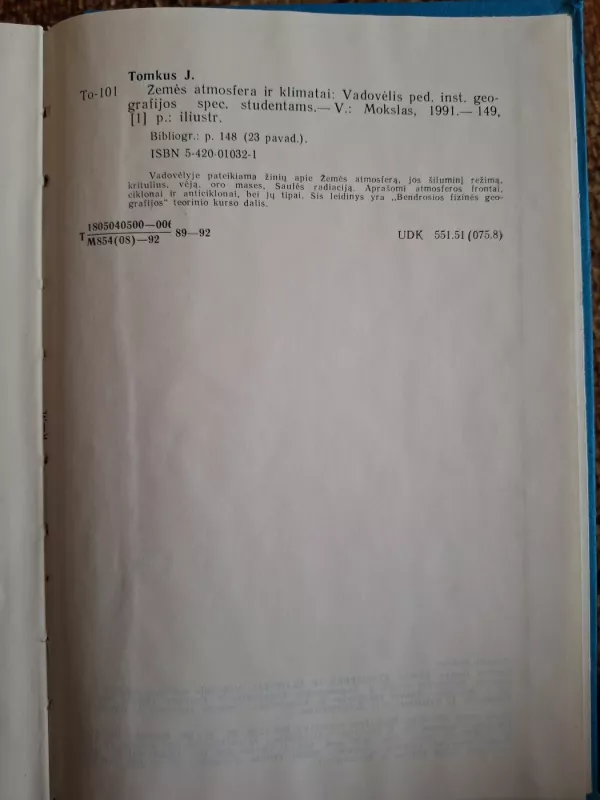 Tomkus J.
To-101 Žemės atmosfera ir klimatai: Vadovėlis ped. inst. geo-
grafijos spec. studentams.— V.: Mokslas, 1991.— 149,
[1] p.: iliustr.
Bibliogr.: p. 148 (23 pavad.).
ISBN 5-420-01032-1
Vadovėlyje pateikiama žinių apie Žemės atmosferą, jos šiluminį režimą,
kritulius, vėją, oro mases, Saulės radiaciją. Aprašomi atmosferos frontai,
ciklonai ir anticiklonai, bei jų tipai. Šis leidinys yra „Bendrosios fizinės geo-
grafijos" teorinio kurso dalis.
T 1805040500—00
M854(08)—92 89—92
UDK 551.51(075.8)